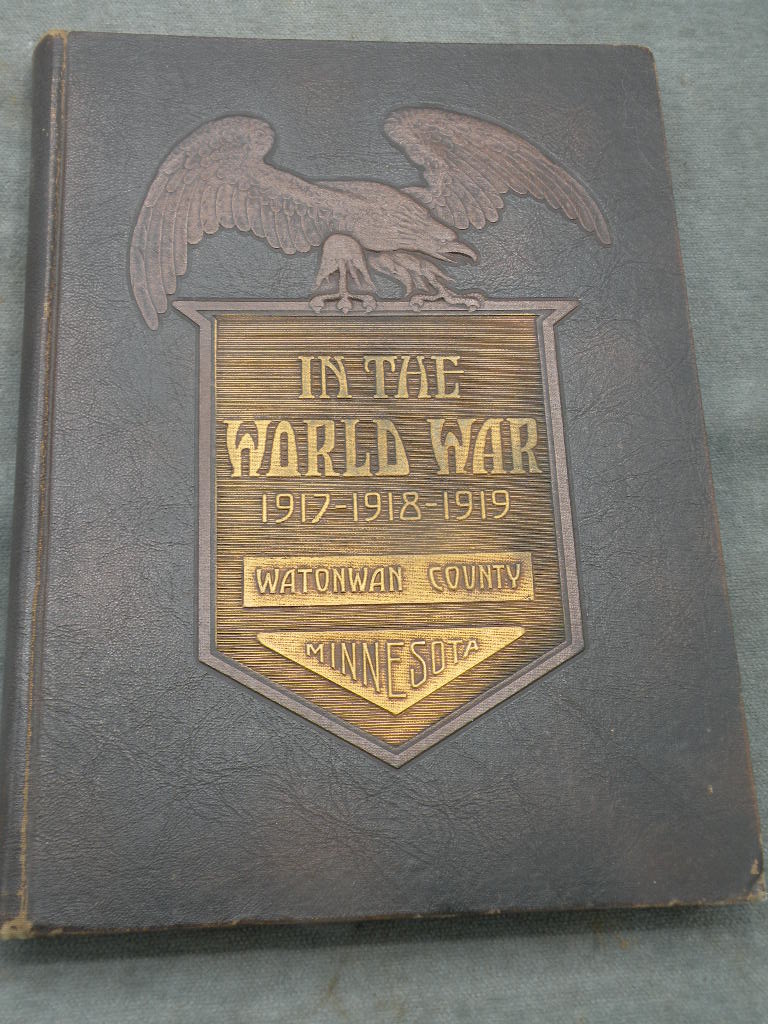 IN THE
WORLD WAR
1917-1918-1919
WATONWAN COUNTY
MINNESOTA